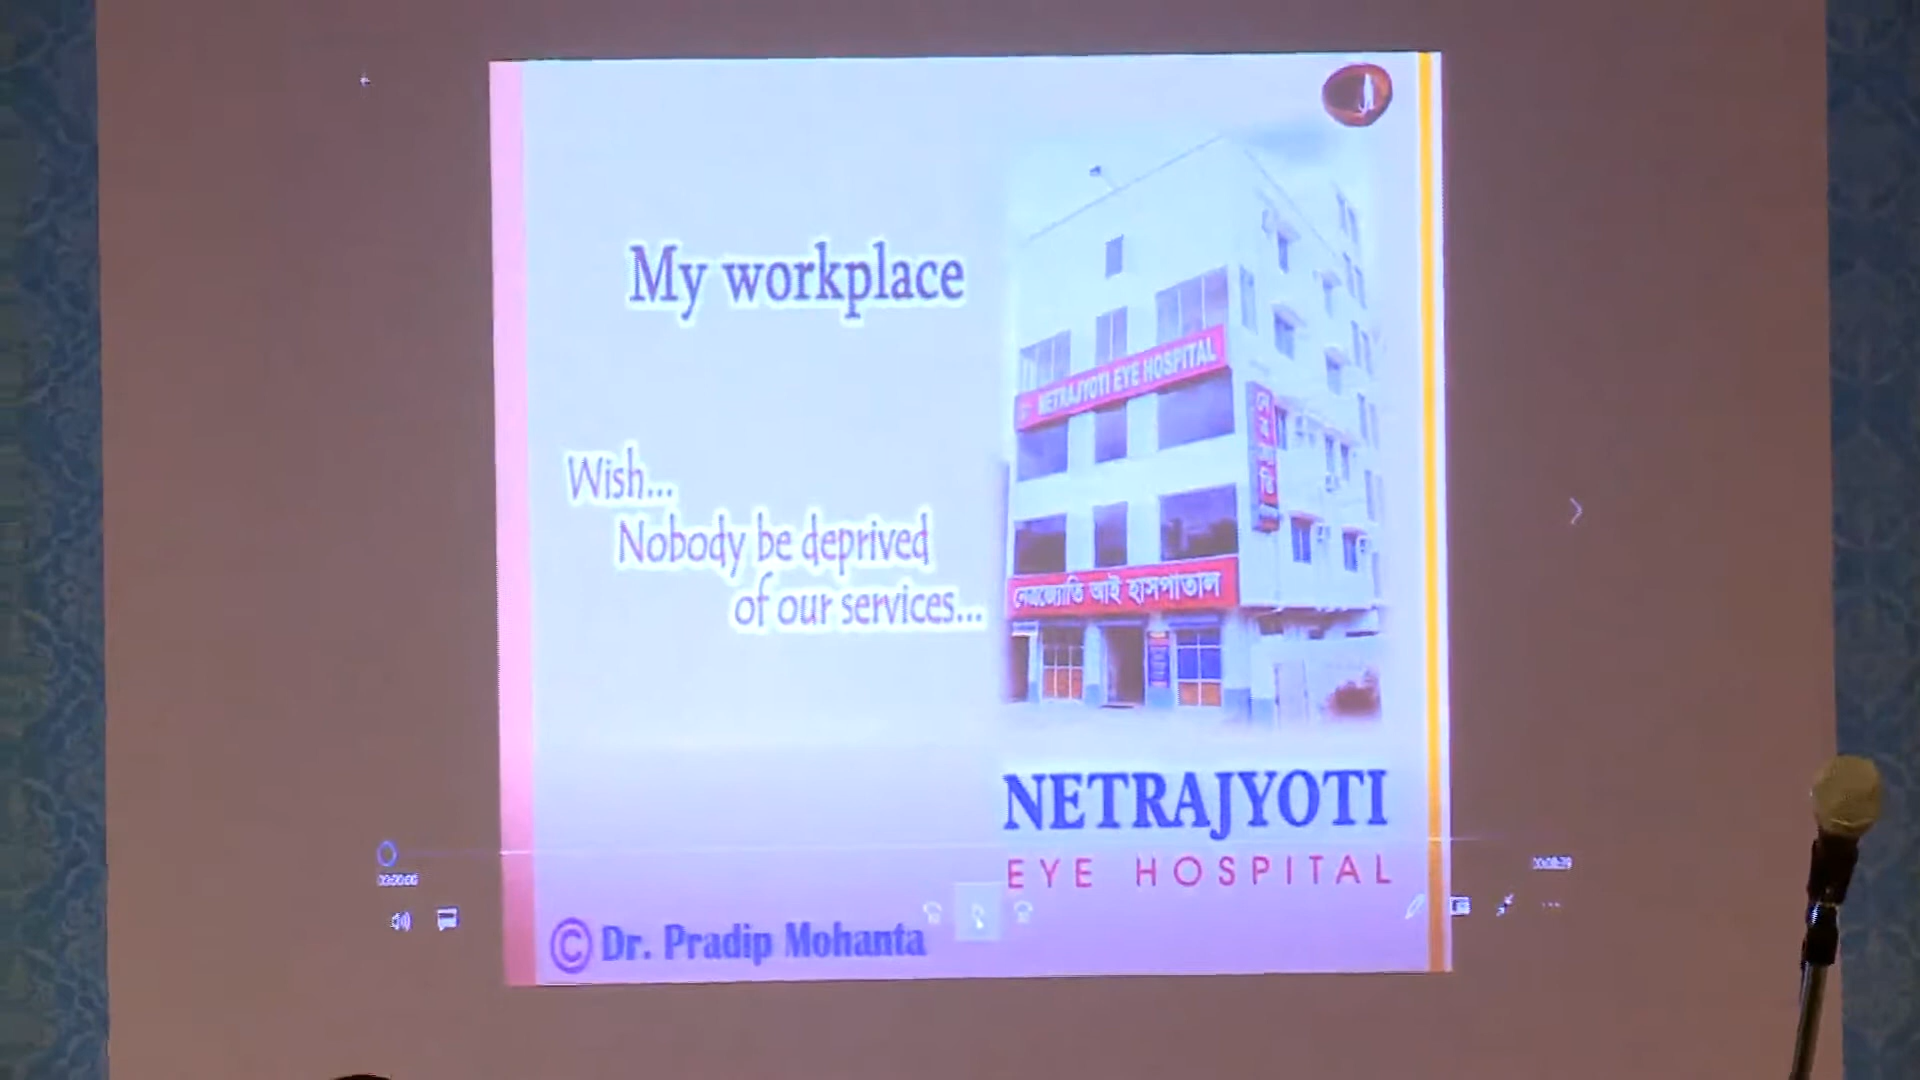 My workplace
Wish...
Nobody be deprived
of our services...
NETRAJYOTI EYE HOSPITAL
নেত্রজ্যোতি আই হাসপাতাল
NETRAJYOTI
EYE HOSPITAL
© Dr. Pradip Mohanta